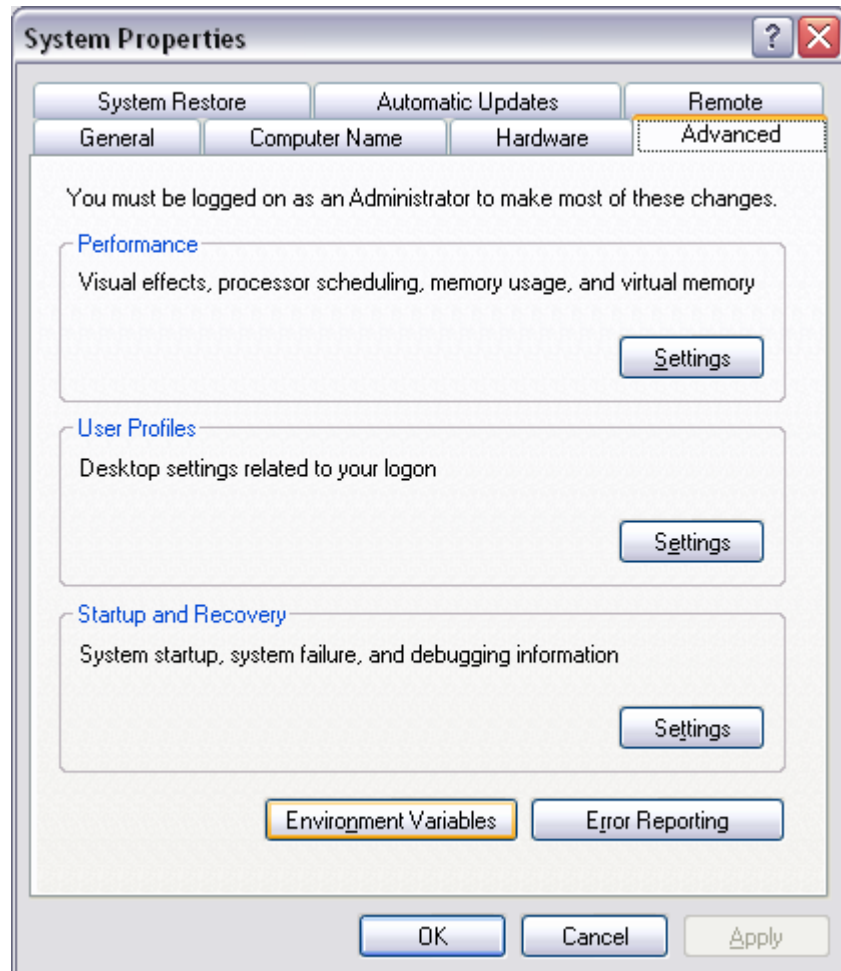 System Properties
System Restore Automatic Updates Remote
General Computer Name Hardware Advanced
You must be logged on as an Administrator to make most of these changes.
Performance
Visual effects, processor scheduling, memory usage, and virtual memory
Settings
User Profiles
Desktop settings related to your logon
Settings
Startup and Recovery
System startup, system failure, and debugging information
Settings
Environment Variables Error Reporting
OK Cancel Apply